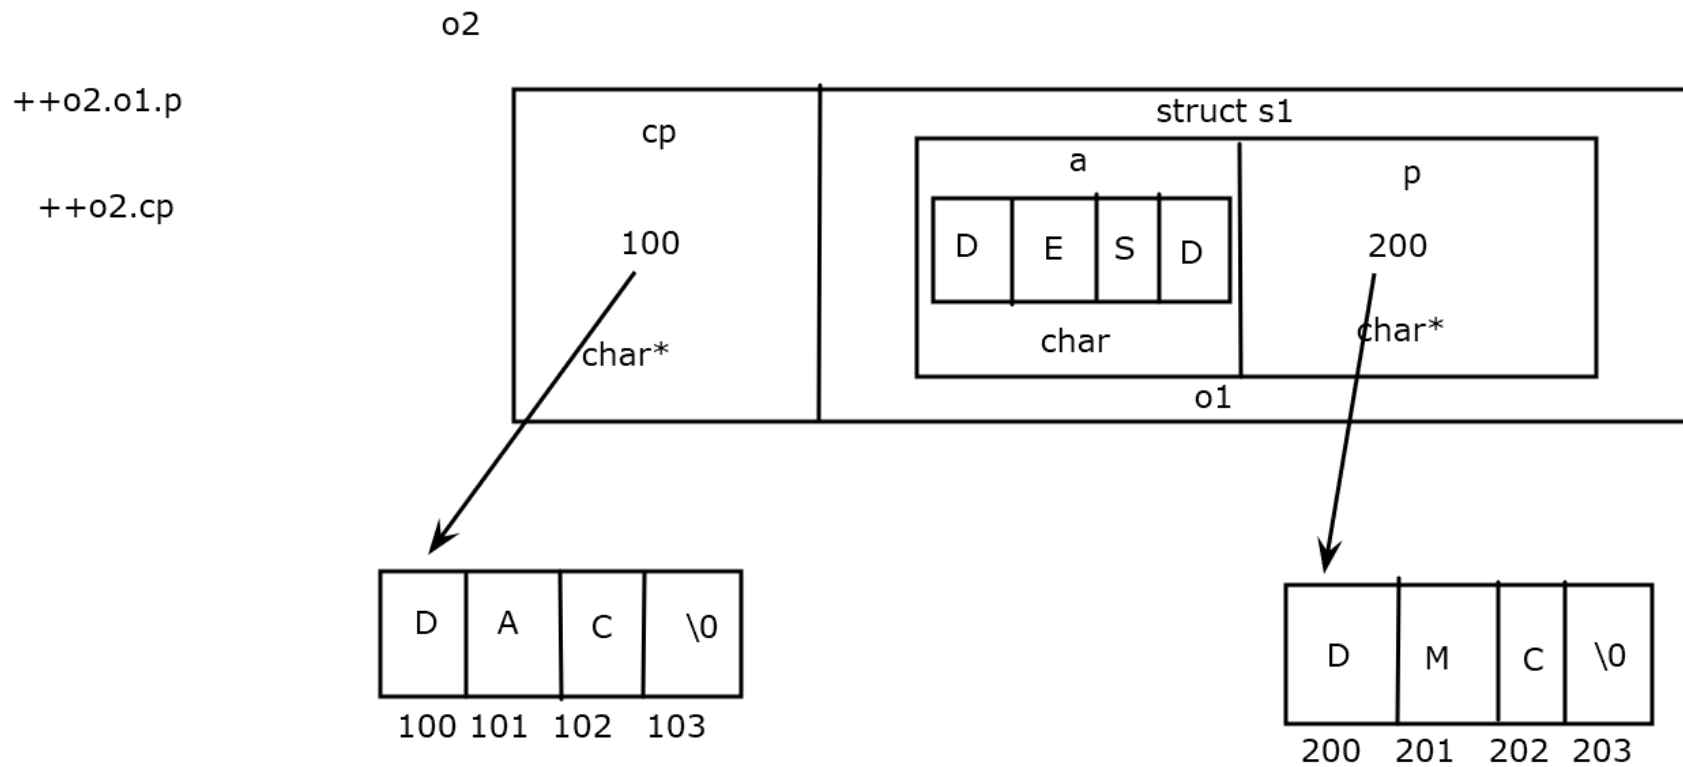 o2
++o2.o1.p
struct s1
cp
a
p
++o2.cp
100
D E S D
200
char*
char
char*
o1
D A C \0
100 101 102 103
D M C \0
200 201 202 203